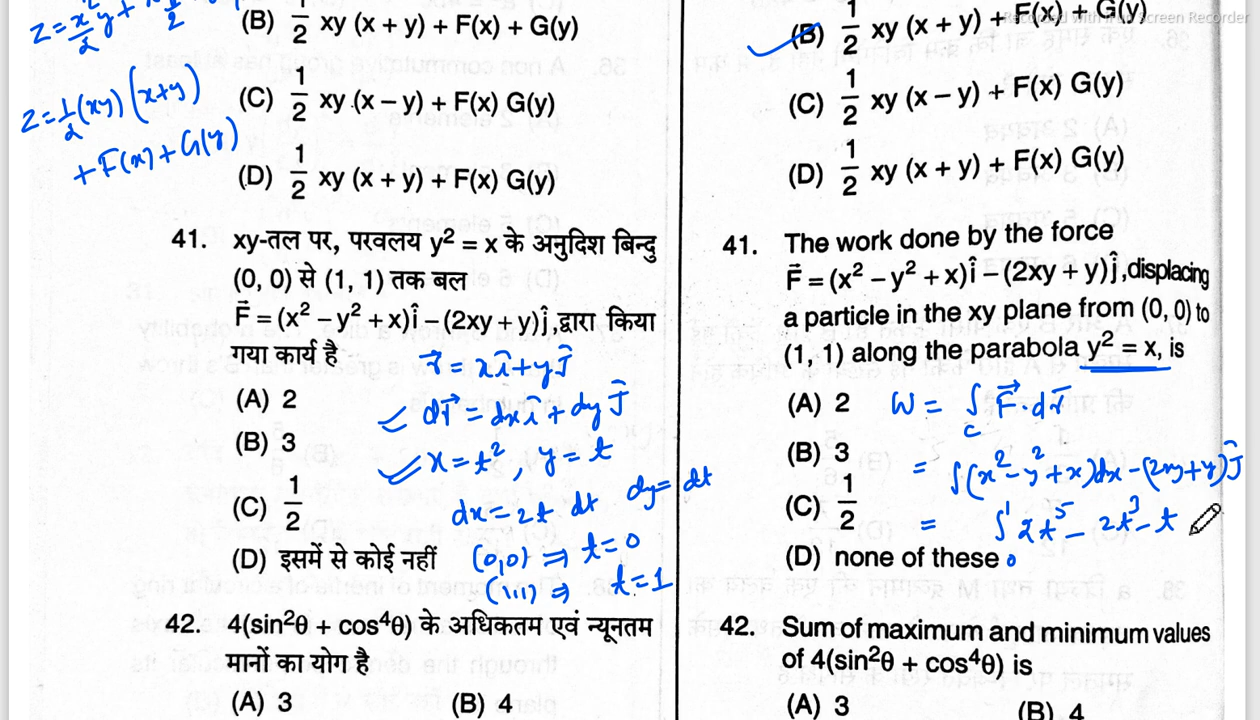 (B) 1/2 xy (x + y) + F(x) + G(y)
(C) 1/2 xy (x – y) + F(x) G(y)
(D) 1/2 xy (x + y) + F(x) G(y)
Z = 1/2 (xy) (x+y)
+ F(x) + G(y)
41. xy-तल पर, परवलय y² = x के अनुदिश बिन्दु
(0, 0) से (1, 1) तक बल
F⃗ = (x² – y² + x)î – (2xy + y)ĵ, द्वारा किया
गया कार्य है
(A) 2
(B) 3
(C) 1/2
(D) इसमें से कोई नहीं
r⃗ = xî + yĵ
dr⃗ = dxî + dyĵ
x = t², y = t
dx = 2t dt dy = dt
(0,0) ⇒ t = 0
(1,1) ⇒ t = 1
42. 4(sin²θ + cos⁴θ) के अधिकतम एवं न्यूनतम
मानों का योग है
(A) 3 (B) 4
Recorded with iFun Screen Recorder
(B) 1/2 xy (x + y) + F(x) + G(y)
(C) 1/2 xy (x – y) + F(x) G(y)
(D) 1/2 xy (x + y) + F(x) G(y)
41. The work done by the force
F⃗ = (x² – y² + x)î – (2xy + y)ĵ, displacing
a particle in the xy plane from (0, 0) to
(1, 1) along the parabola y² = x, is
(A) 2
(B) 3
(C) 1/2
(D) none of these
W = ∫c F⃗ · dr⃗
= ∫(x² – y² + x)dx – (2xy + y)ĵ
= ∫₀¹ 2t⁵ – 2t³ – t
42. Sum of maximum and minimum values
of 4(sin²θ + cos⁴θ) is
(A) 3 (B) 4